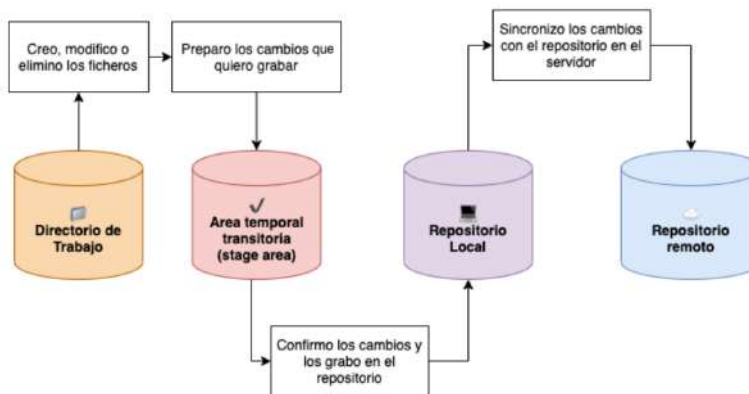 Creo, modifico o
elimino los ficheros
Preparo los cambios que
quiero grabar
Sincronizo los cambios
con el repositorio en el
servidor
Directorio de
Trabajo
Area temporal
transitoria
(stage area)
Repositorio
Local
Repositorio
remoto
Confirmo los cambios y
los grabo en el
repositorio